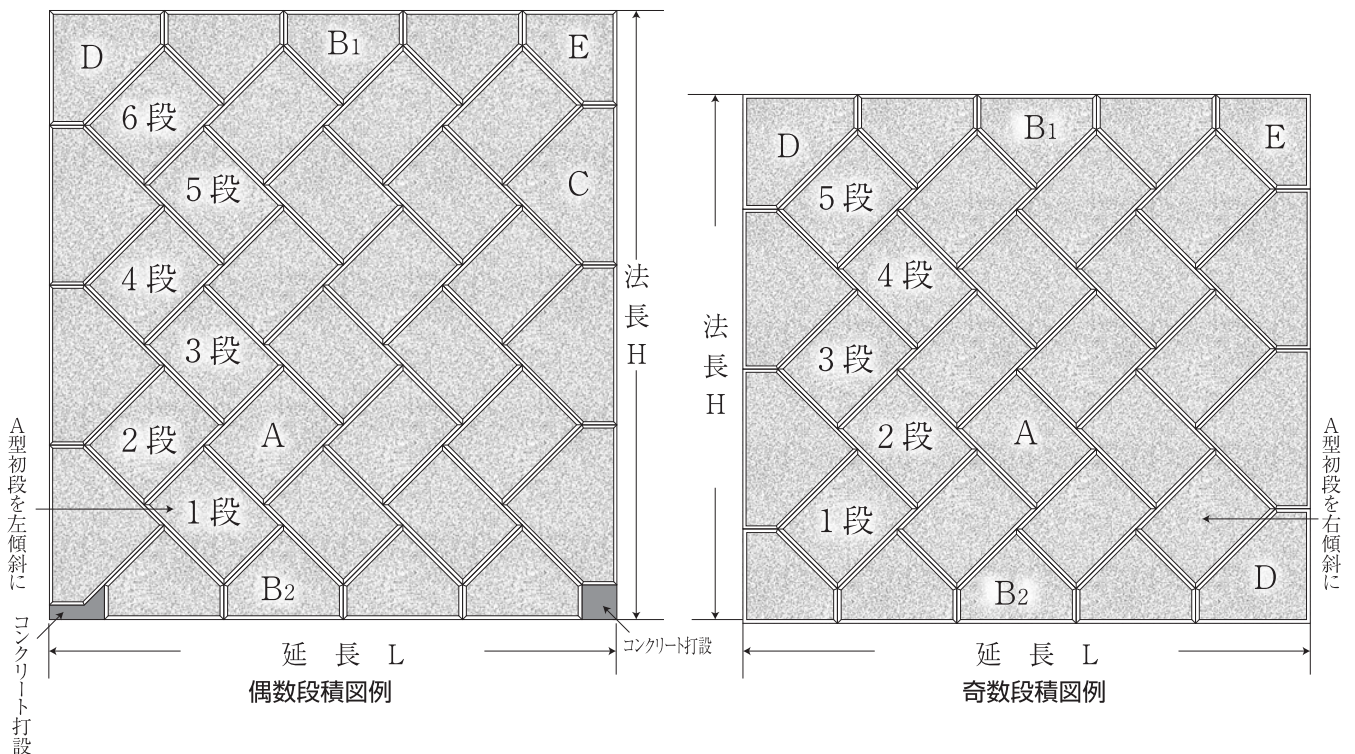 D
B1
E
6段
5段
C
4段
3段
2段
A
1段
B2
法長H
A型初段を左傾斜に
コンクリート打設
コンクリート打設
延長 L
偶数段積図例
D
B1
E
5段
4段
3段
2段
A
1段
B2
D
法長H
A型初段を右傾斜に
延長 L
奇数段積図例